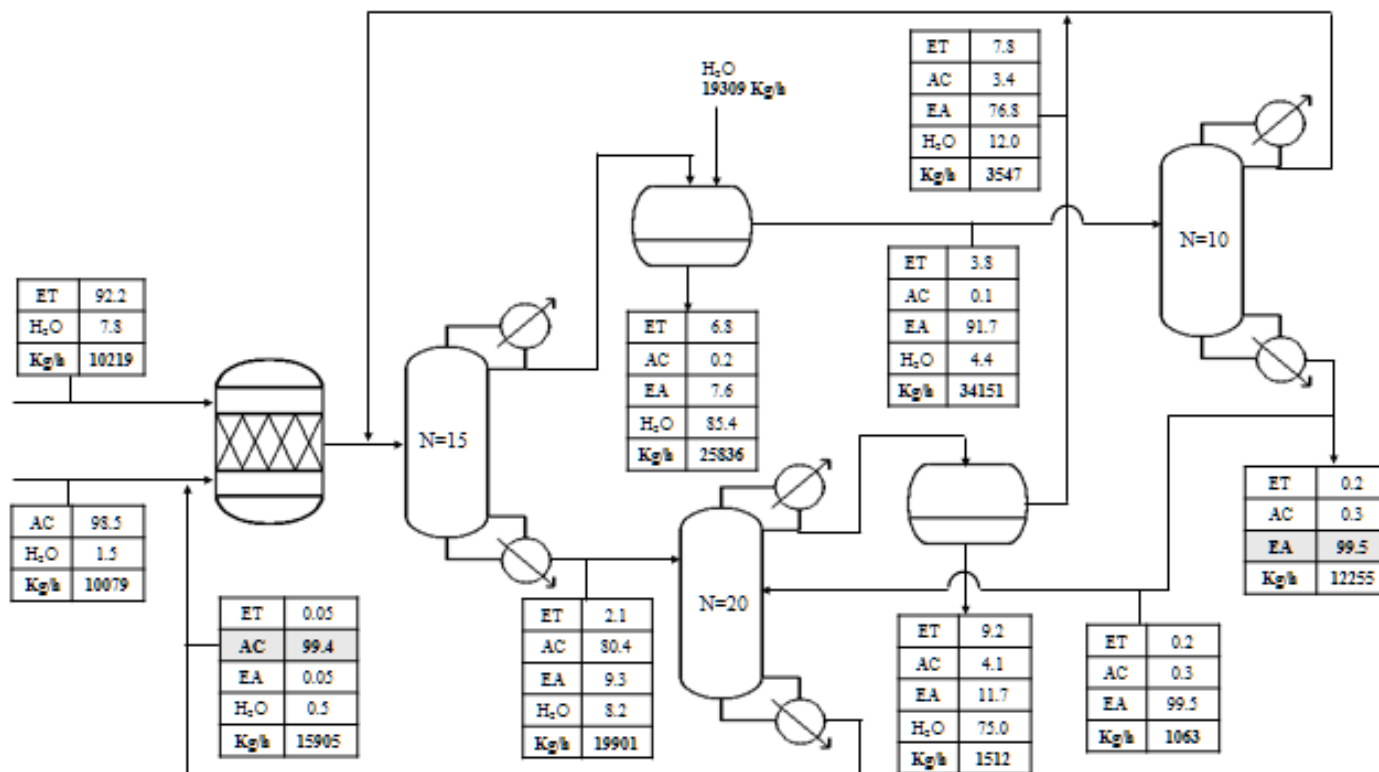 H₂O
19309 Kg/h
ET 7.8
AC 3.4
EA 76.8
H₂O 12.0
Kg/h 3547
N=10
ET 3.8
AC 0.1
EA 91.7
H₂O 4.4
Kg/h 34151
ET 92.2
H₂O 7.8
Kg/h 10219
ET 6.8
AC 0.2
EA 7.6
H₂O 85.4
Kg/h 25836
N=15
AC 98.5
H₂O 1.5
Kg/h 10079
ET 0.2
AC 0.3
EA 99.5
Kg/h 12255
ET 0.05
AC 99.4
EA 0.05
H₂O 0.5
Kg/h 15905
ET 2.1
AC 80.4
EA 9.3
H₂O 8.2
Kg/h 19901
N=20
ET 9.2
AC 4.1
EA 11.7
H₂O 75.0
Kg/h 1512
ET 0.2
AC 0.3
EA 99.5
Kg/h 1063